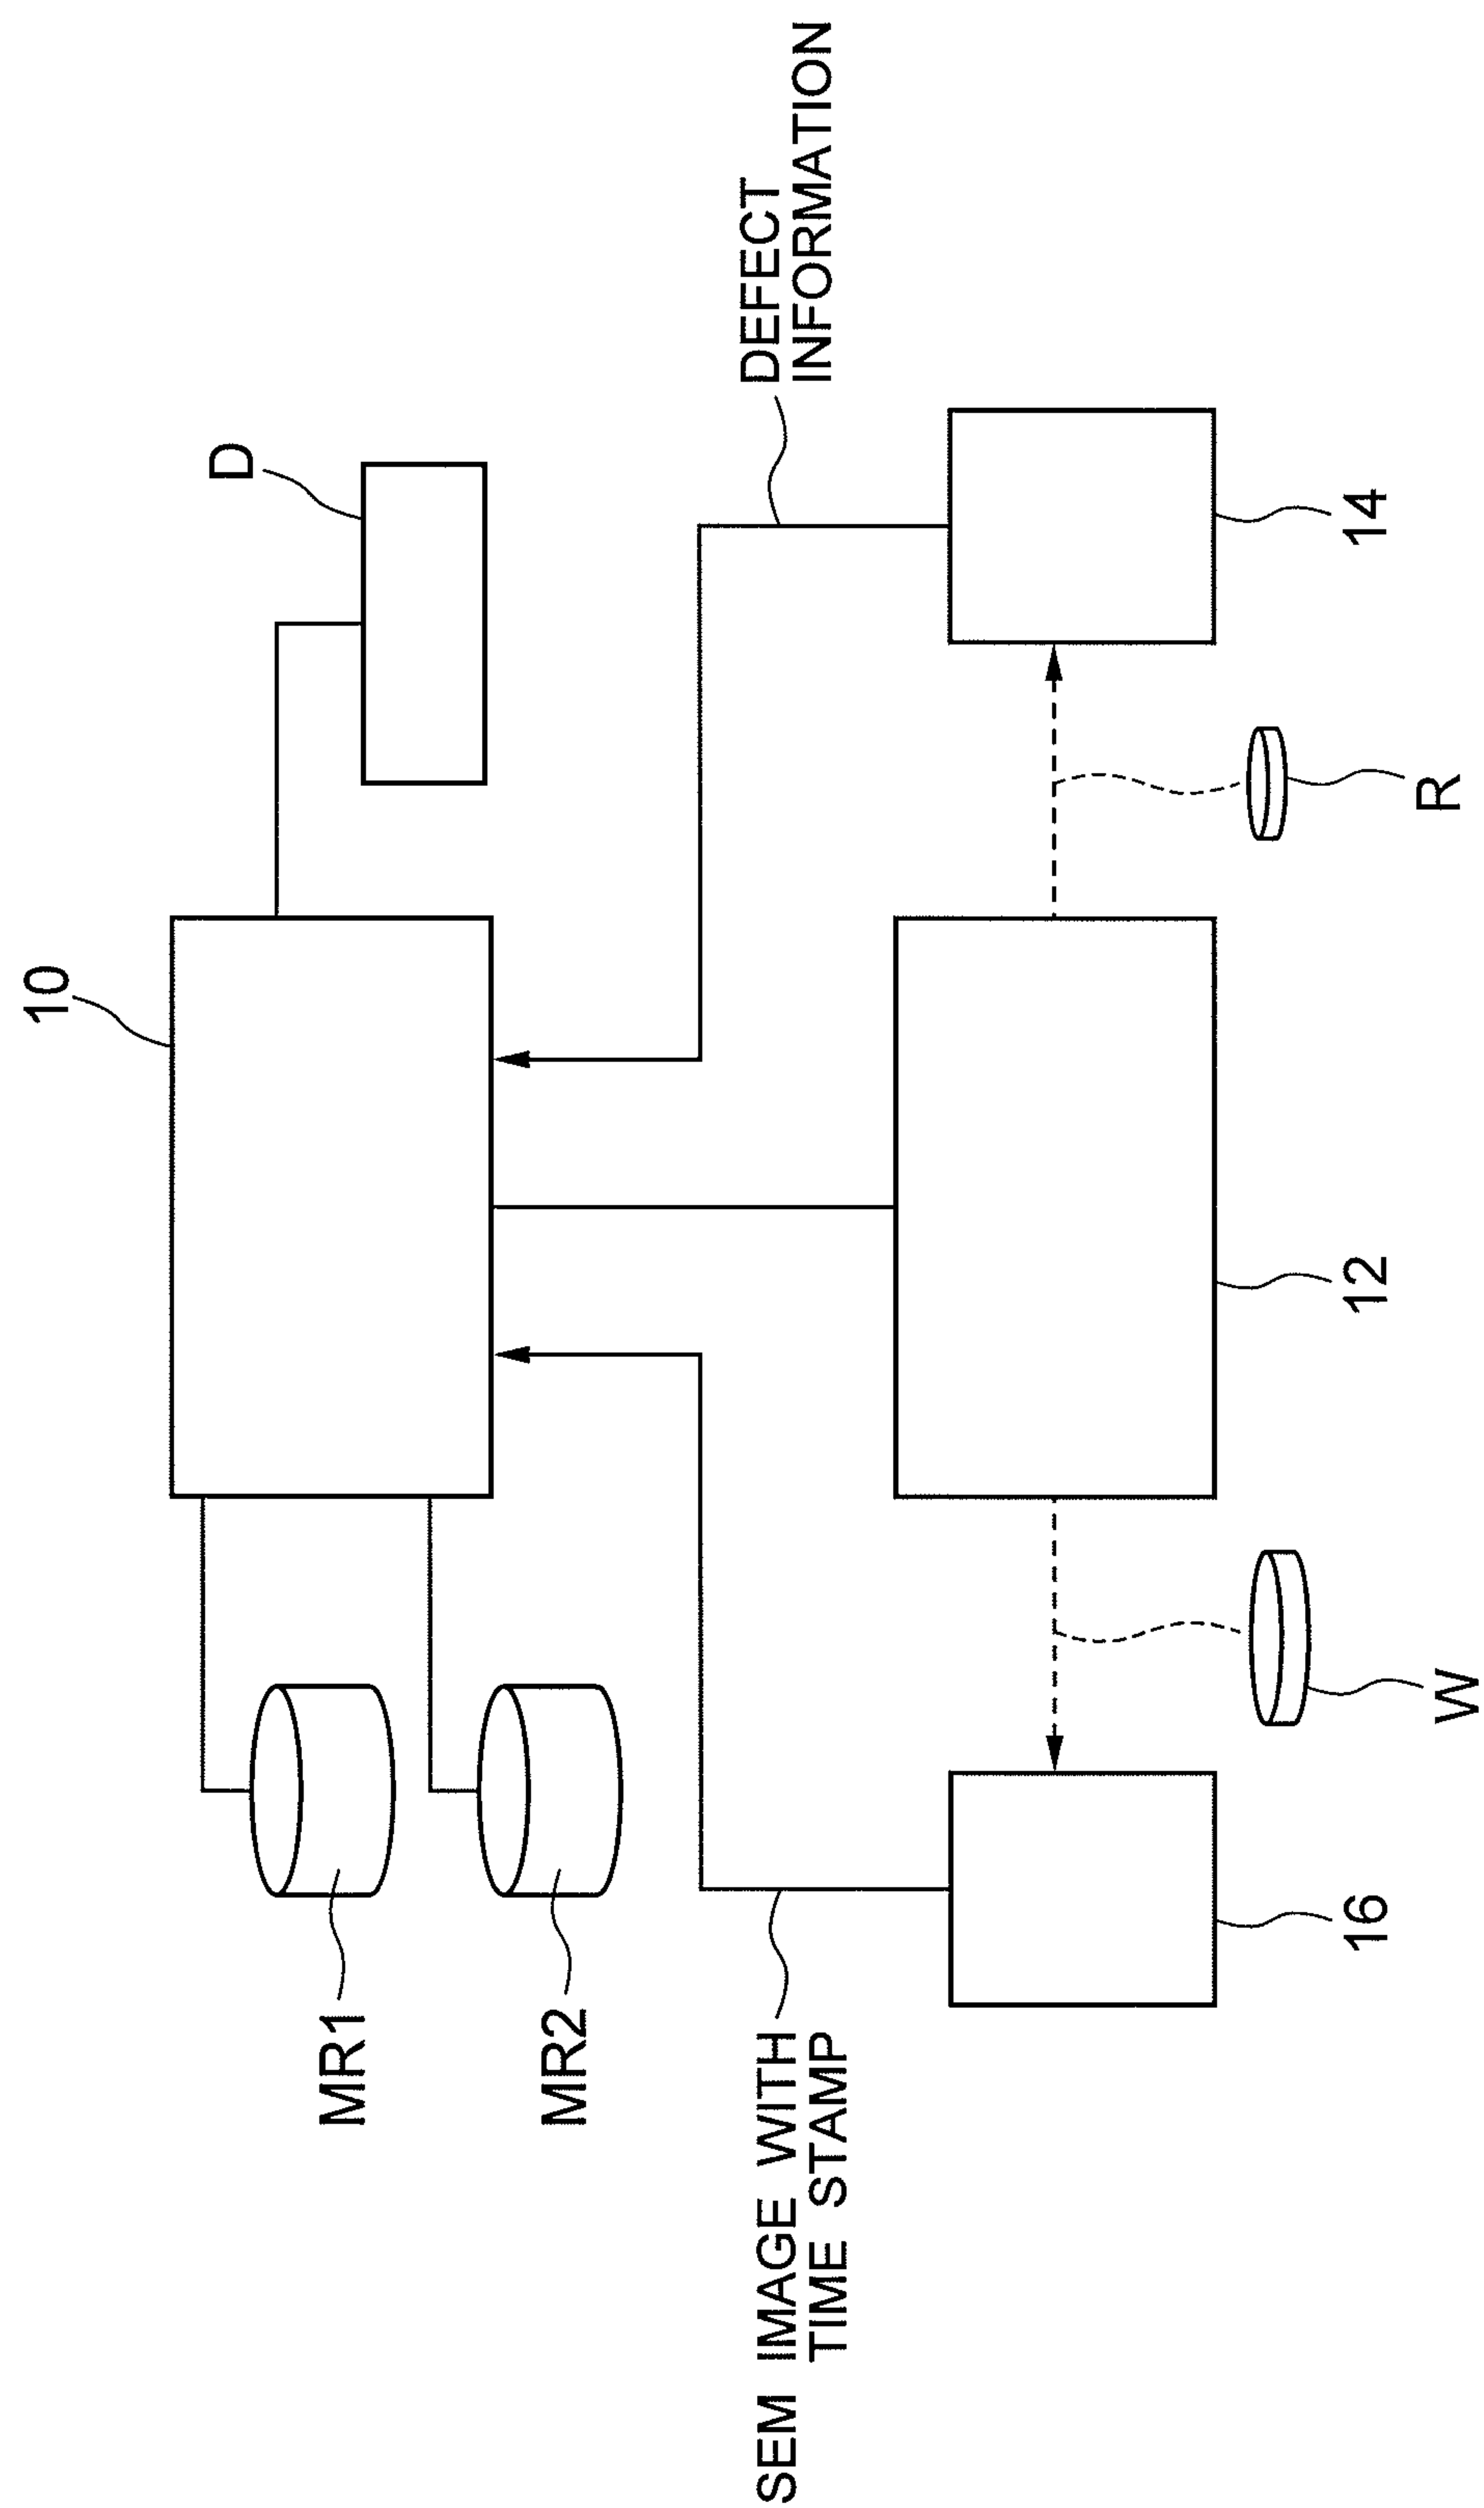 10
D
MR1
MR2
SEM IMAGE WITH
TIME STAMP
DEFECT
INFORMATION
16
12
14
W
R